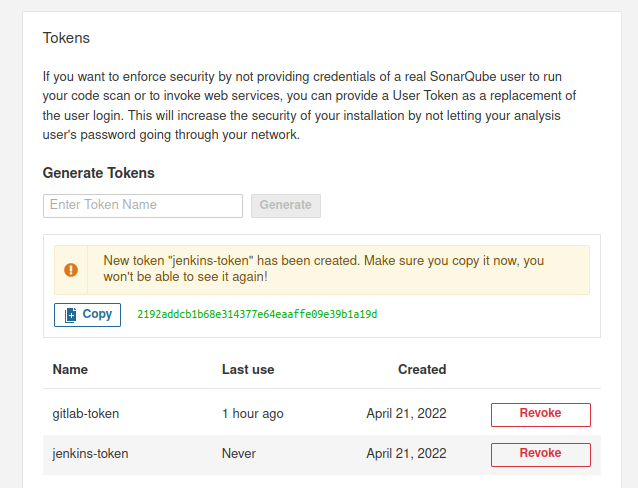 Tokens
If you want to enforce security by not providing credentials of a real SonarQube user to run
your code scan or to invoke web services, you can provide a User Token as a replacement of
the user login. This will increase the security of your installation by not letting your analysis
user's password going through your network.
Generate Tokens
Enter Token Name Generate
New token "jenkins-token" has been created. Make sure you copy it now, you
won't be able to see it again!
Copy 2192addcb1b68e314377e64eaaffe09e39b1a19d
Name Last use Created
gitlab-token 1 hour ago April 21, 2022 Revoke
jenkins-token Never April 21, 2022 Revoke